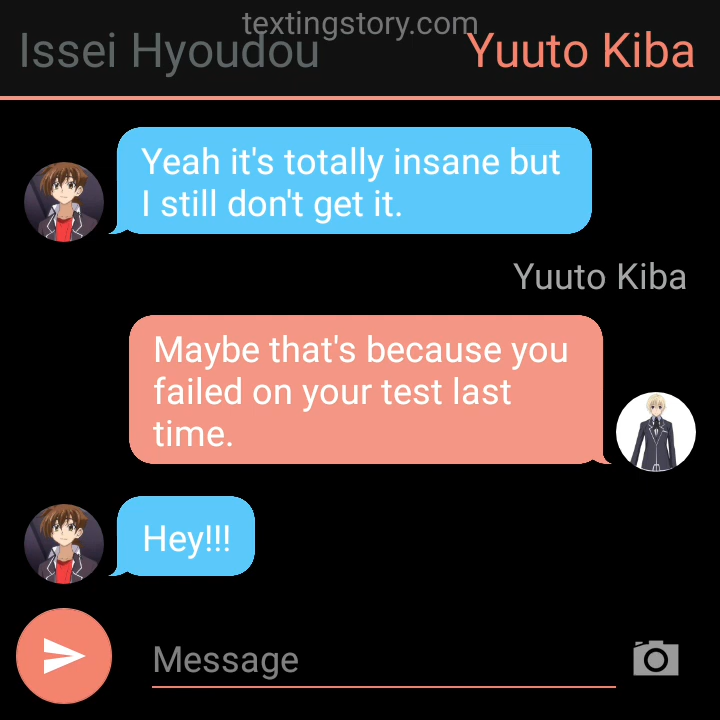 textingstory.com
Issei Hyoudou
Yuuto Kiba
Yeah it's totally insane but
I still don't get it.
Yuuto Kiba
Maybe that's because you
failed on your test last
time.
Hey!!!
Message